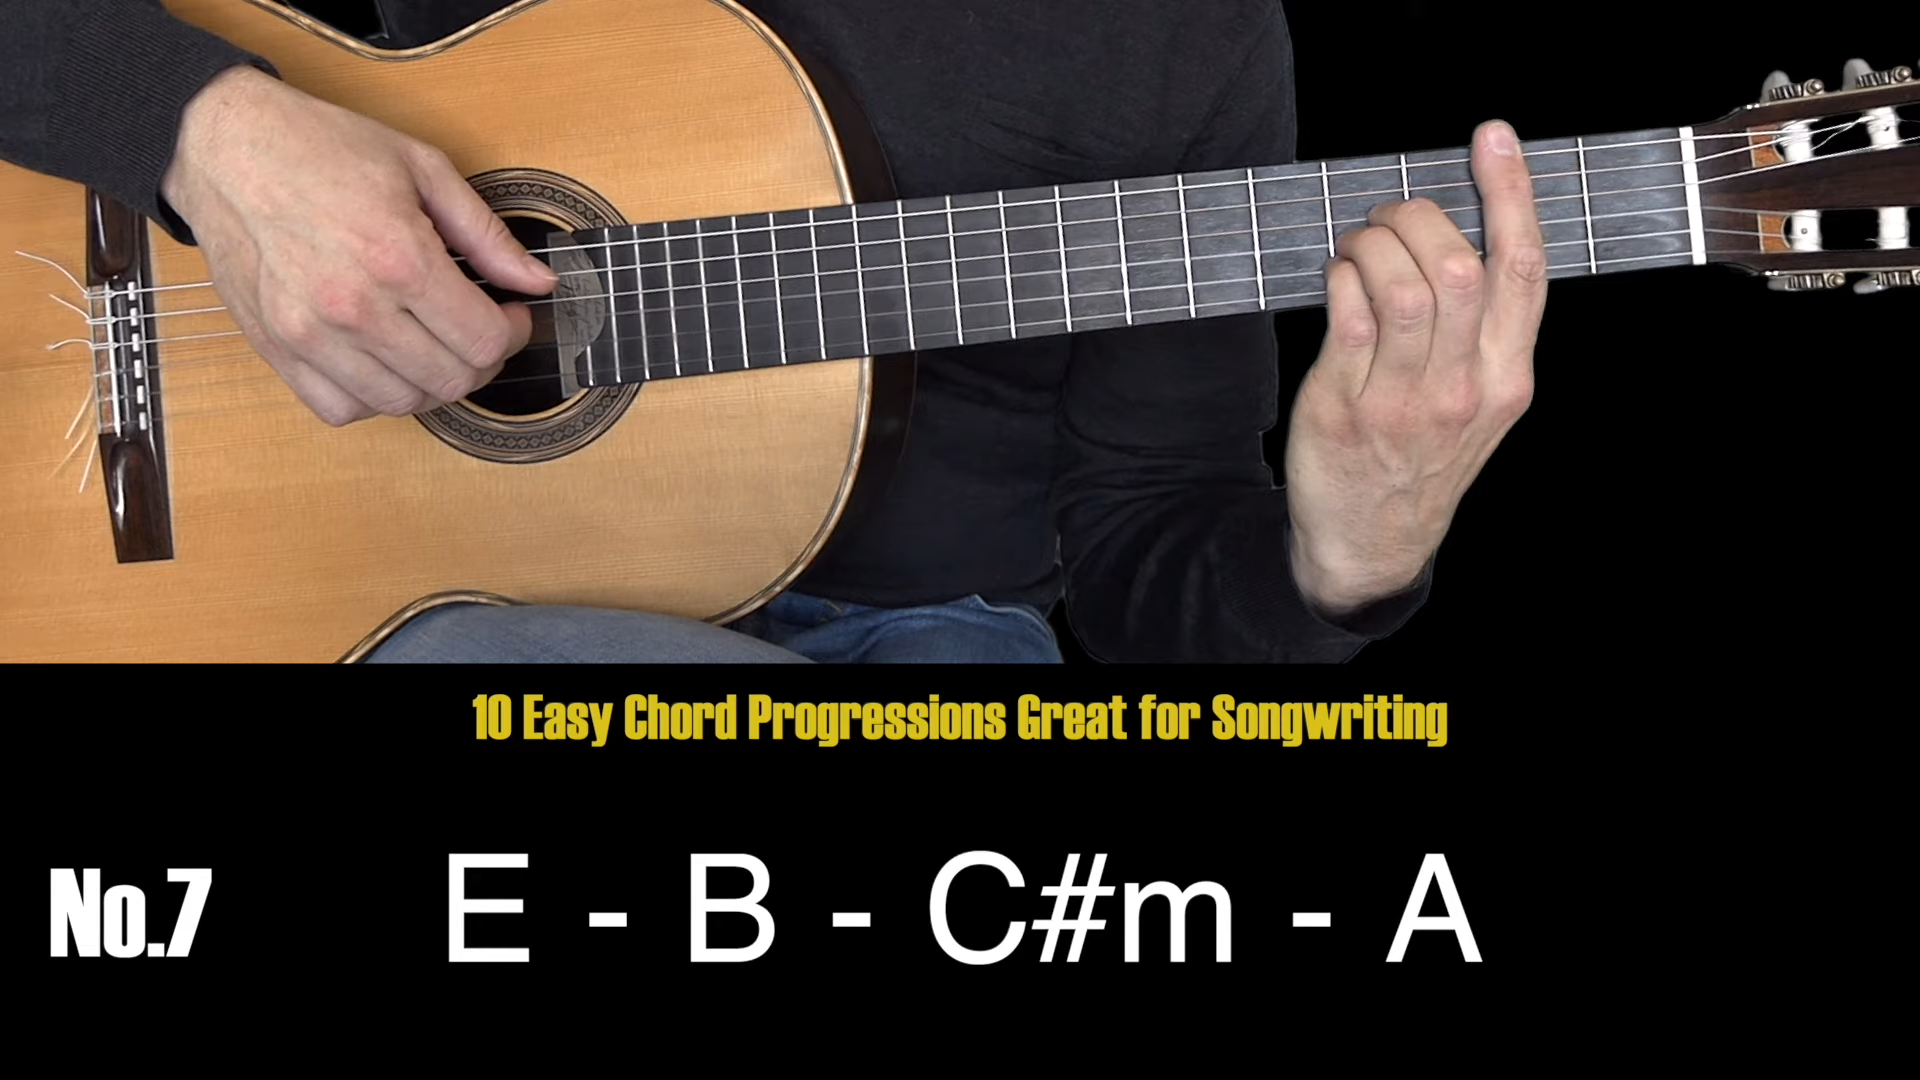 10 Easy Chord Progressions Great for Songwriting
No.7 E - B - C#m - A